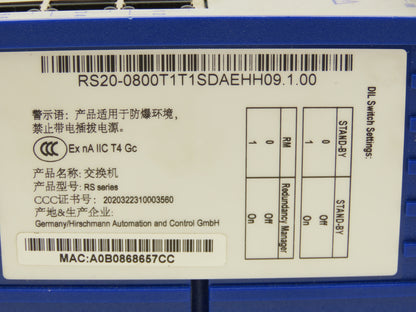 RS20-0800T1T1SDAEHH09.1.00
警示语: 产品适用于防爆环境,
禁止带电插拔电源。
CCC Ex nA IIC T4 Gc
产品名称: 交换机
产品型号: RS series
CCC证书号: 2020322310003560
产地&生产企业:
Germany/Hirschmann Automation and Control GmbH
MAC:A0B0868657CC
DIL Switch Settings:
STAND-BY STAND-BY
0 Off
1 On
RM Redundancy Manager
0 Off
1 On